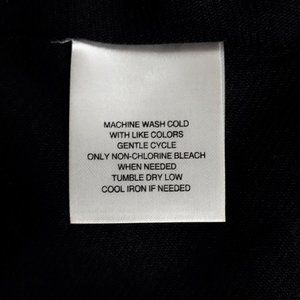 MACHINE WASH COLD
WITH LIKE COLORS
GENTLE CYCLE
ONLY NON-CHLORINE BLEACH
WHEN NEEDED
TUMBLE DRY LOW
COOL IRON IF NEEDED